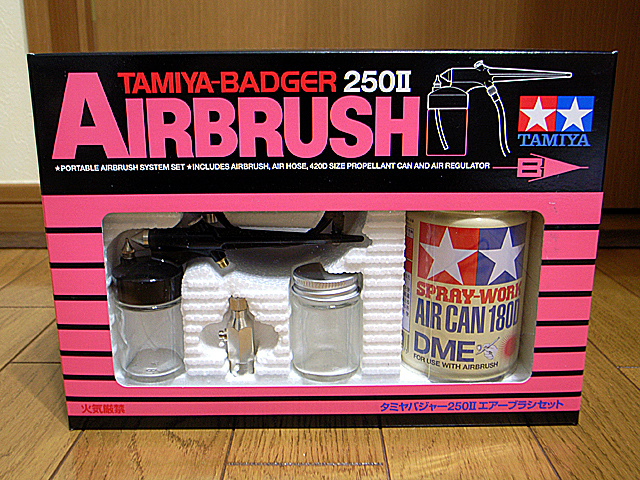 TAMIYA-BADGER 250II
AIRBRUSH
TAMIYA
★PORTABLE AIRBRUSH SYSTEM SET ★INCLUDES AIRBRUSH, AIR HOSE, 420D SIZE PROPELLANT CAN AND AIR REGULATOR
B
SPRAY-WORK
AIR CAN 180D
DME
FOR USE WITH AIRBRUSH
火気厳禁
タミヤバジャー250IIエアーブラシセット